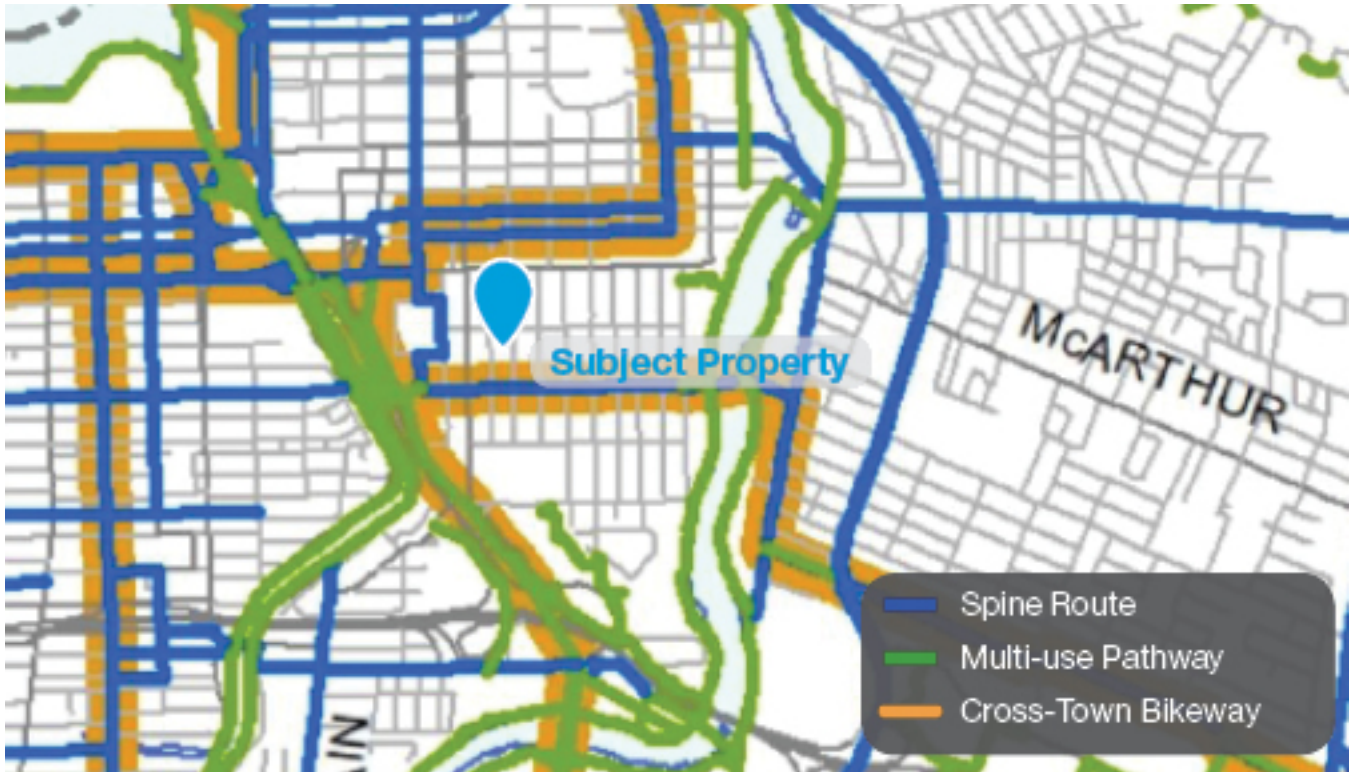 Subject Property
McARTHUR
Spine Route
Multi-use Pathway
Cross-Town Bikeway